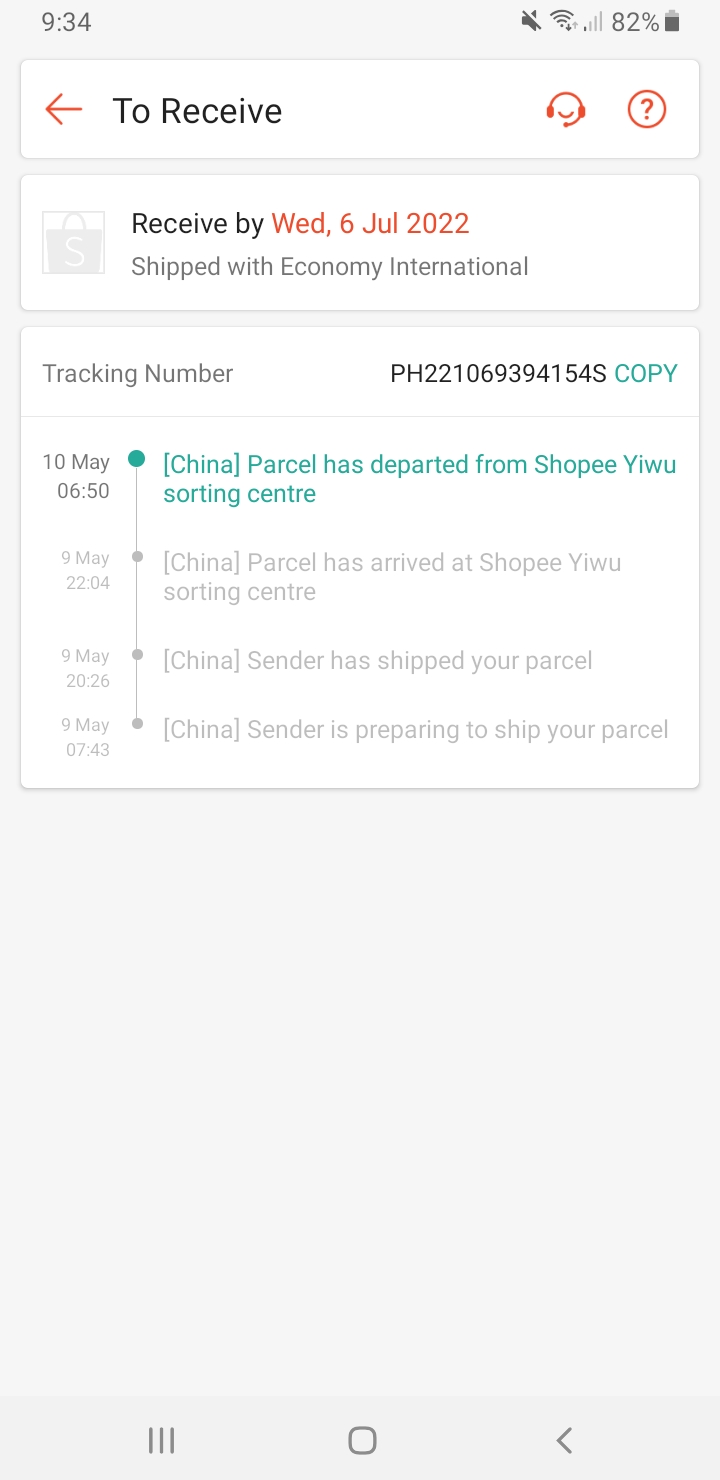 9:34 82%
To Receive ?
Receive by Wed, 6 Jul 2022
S
Shipped with Economy International
Tracking Number PH221069394154S COPY
10 May [China] Parcel has departed from Shopee Yiwu
06:50 sorting centre
9 May [China] Parcel has arrived at Shopee Yiwu
22:04 sorting centre
9 May [China] Sender has shipped your parcel
20:26
9 May [China] Sender is preparing to ship your parcel
07:43